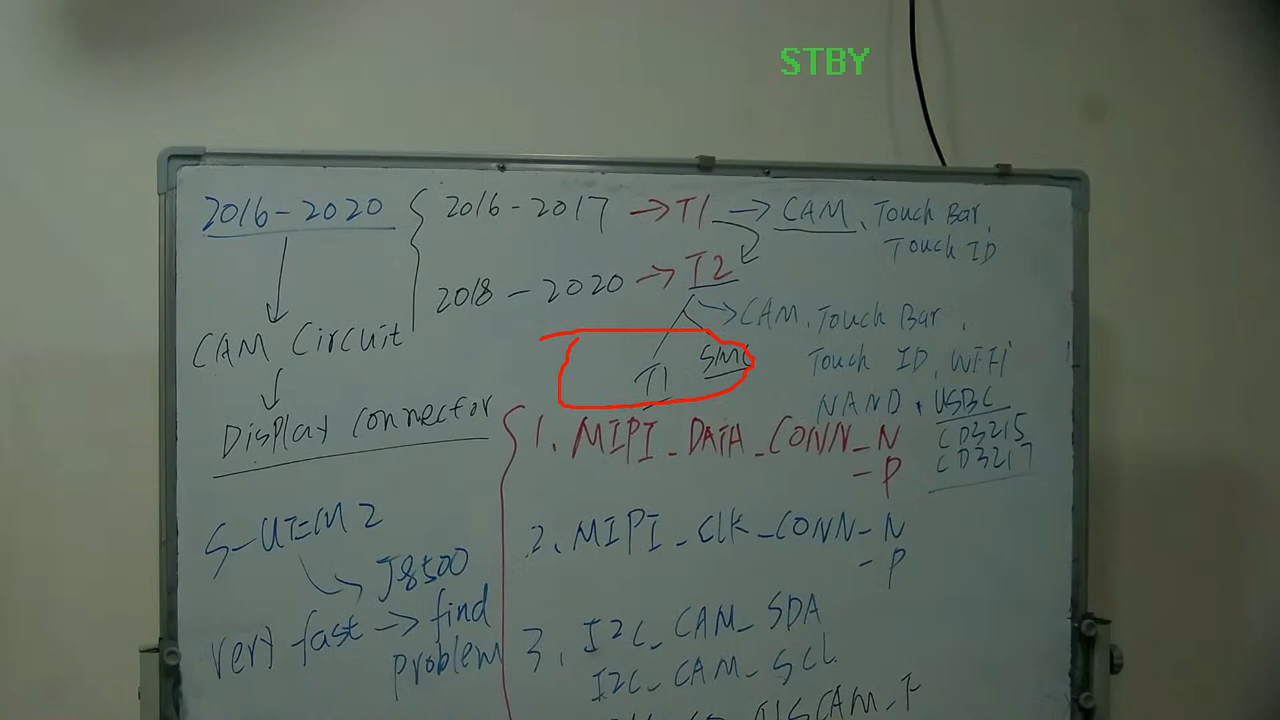 STBY
2016-2020
2016-2017 → T1 → CAM, Touch Bar,
Touch ID
2018-2020 → T2
CAM, Touch Bar,
Touch ID, WIFI
NAND, USBC
CD3215
CD3217
T1
SMC
CAM Circuit
Display connector
1. MIPI_DATA_CONN_N
-P
2. MIPI_CLK_CONN_N
-P
J8500
very fast → find
problem
3. I2C_CAM_SDA
I2C_CAM_SCL